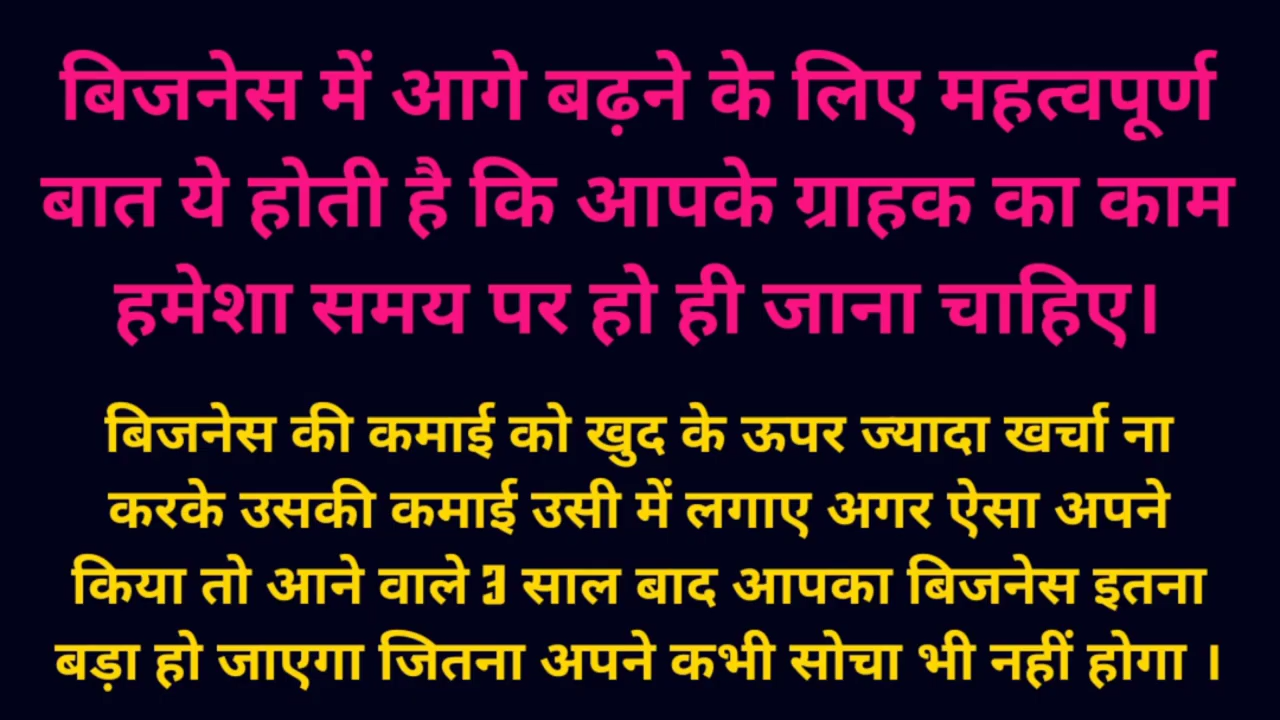 बिजनेस में आगे बढ़ने के लिए महत्वपूर्ण
बात ये होती है कि आपके ग्राहक का काम
हमेशा समय पर हो ही जाना चाहिए।
बिजनेस की कमाई को खुद के ऊपर ज्यादा खर्चा ना
करके उसकी कमाई उसी में लगाए अगर ऐसा अपने
किया तो आने वाले 3 साल बाद आपका बिजनेस इतना
बड़ा हो जाएगा जितना अपने कभी सोचा भी नहीं होगा ।